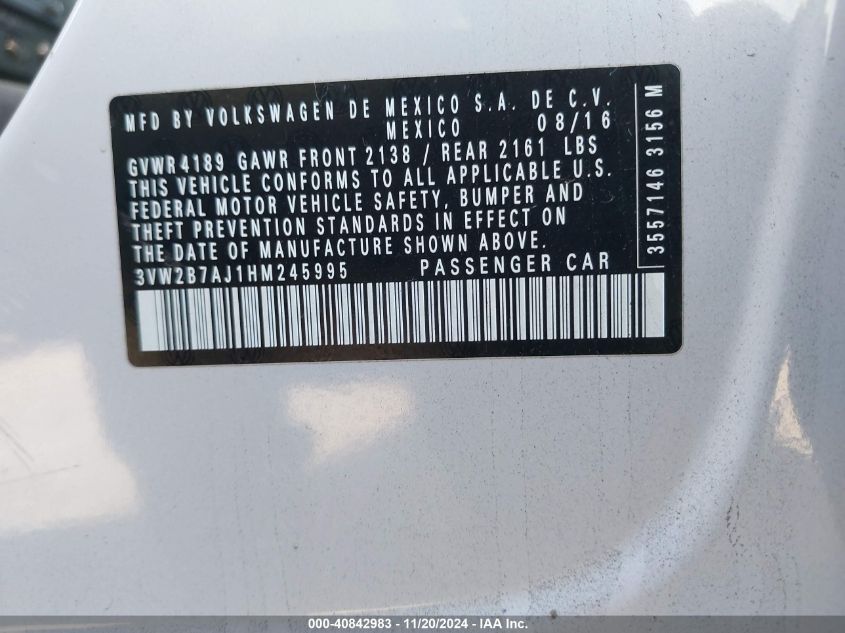 MFD BY VOLKSWAGEN DE MEXICO S.A. DE C.V.
MEXICO 08/16
GVWR 4189 GAWR FRONT 2138 / REAR 2161 LBS
THIS VEHICLE CONFORMS TO ALL APPLICABLE U.S.
FEDERAL MOTOR VEHICLE SAFETY, BUMPER AND
THEFT PREVENTION STANDARDS IN EFFECT ON
THE DATE OF MANUFACTURE SHOWN ABOVE.
3VW2B7AJ1HM245995 PASSENGER CAR
3557146 3156 M
000-40842983 - 11/20/2024 - IAA Inc.